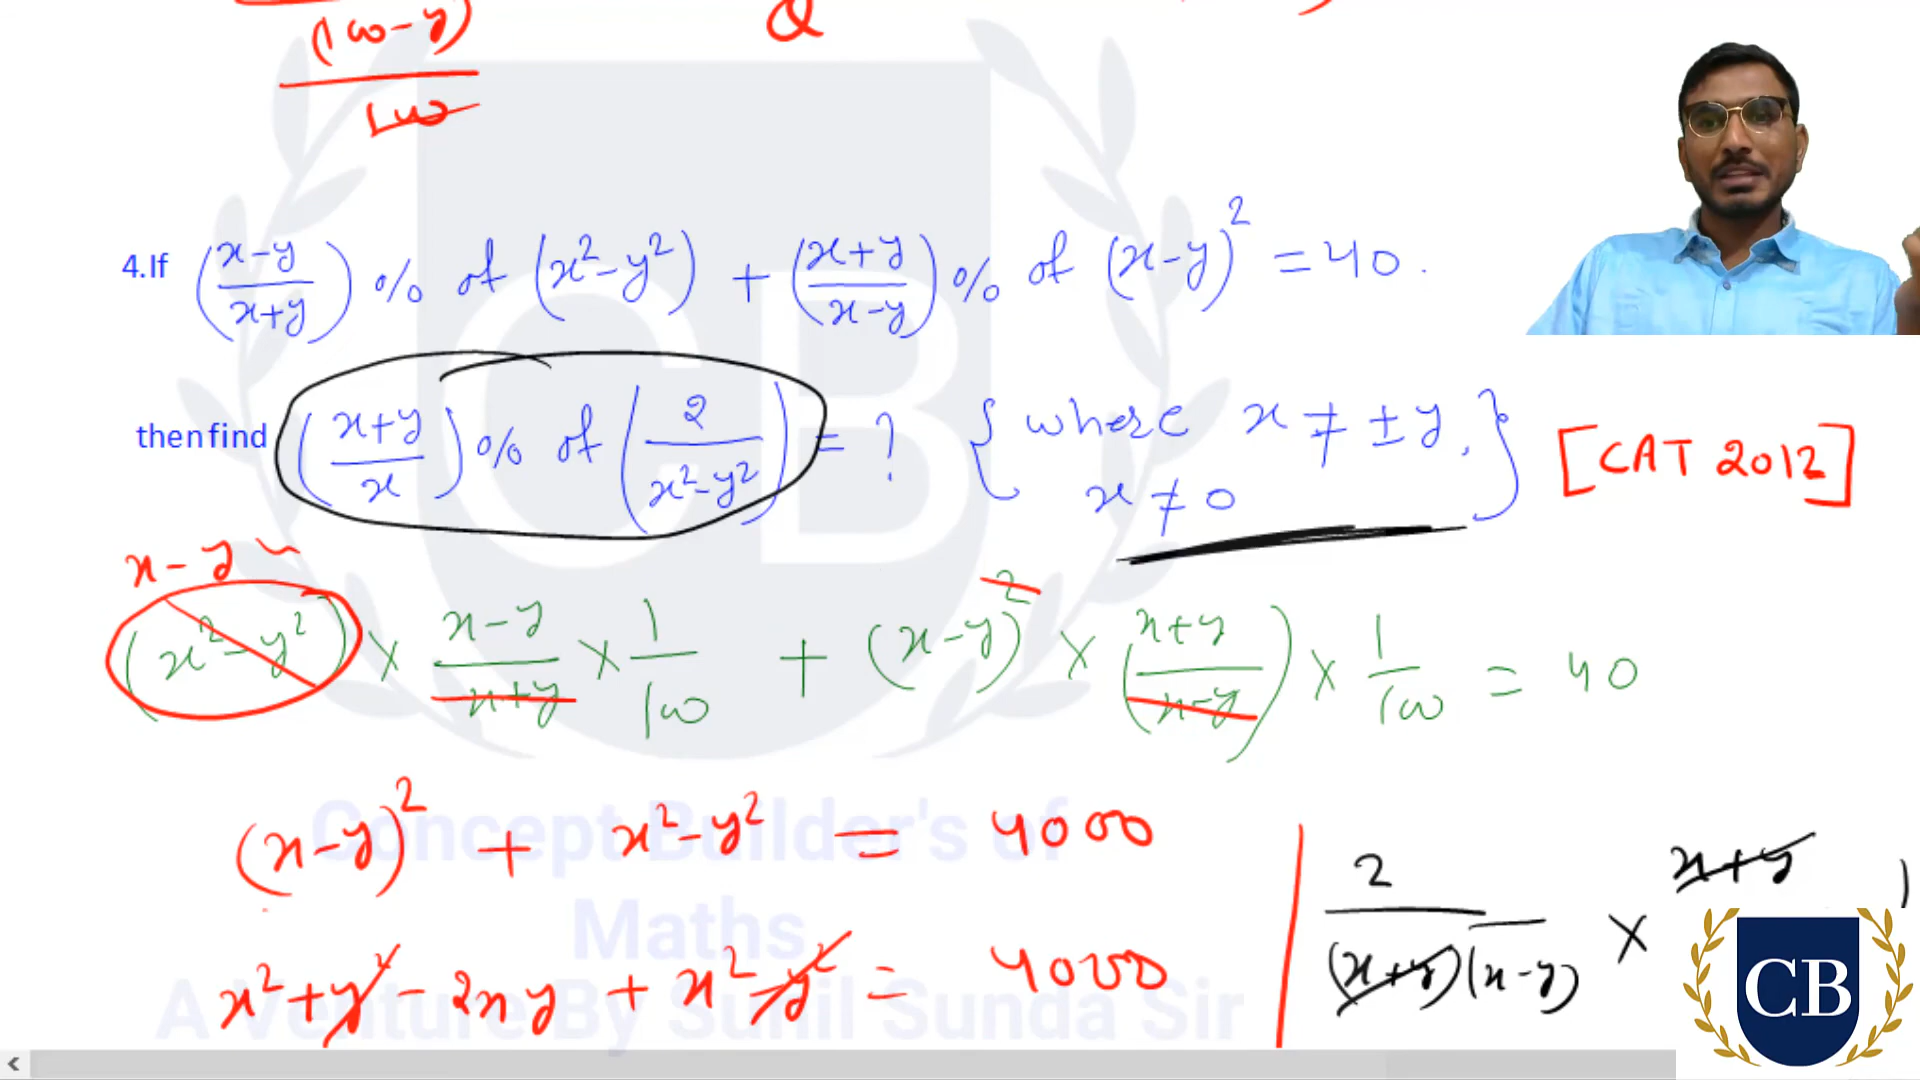 (100-y)
100
Q
4.If ((x-y)/(x+y))% of (x²-y²) + ((x+y)/(x-y))% of (x-y)² = 40.
then find ((x+y)/x)% of (2/(x²-y²)) = ? {where x ≠ ±y, x ≠ 0} [CAT 2012]
x-y
(x²-y²) × (x-y)/(x+y) × 1/100 + (x-y)² × ((x+y)/(x-y)) × 1/100 = 40
(x-y)² + x²-y² = 4000
x²+y²-2xy + x²-y² = 4000
2/((x+y)(x-y)) × x+y
Concept Builder's of
Maths
A Venture By Sunil Sunda Sir
CB
CB